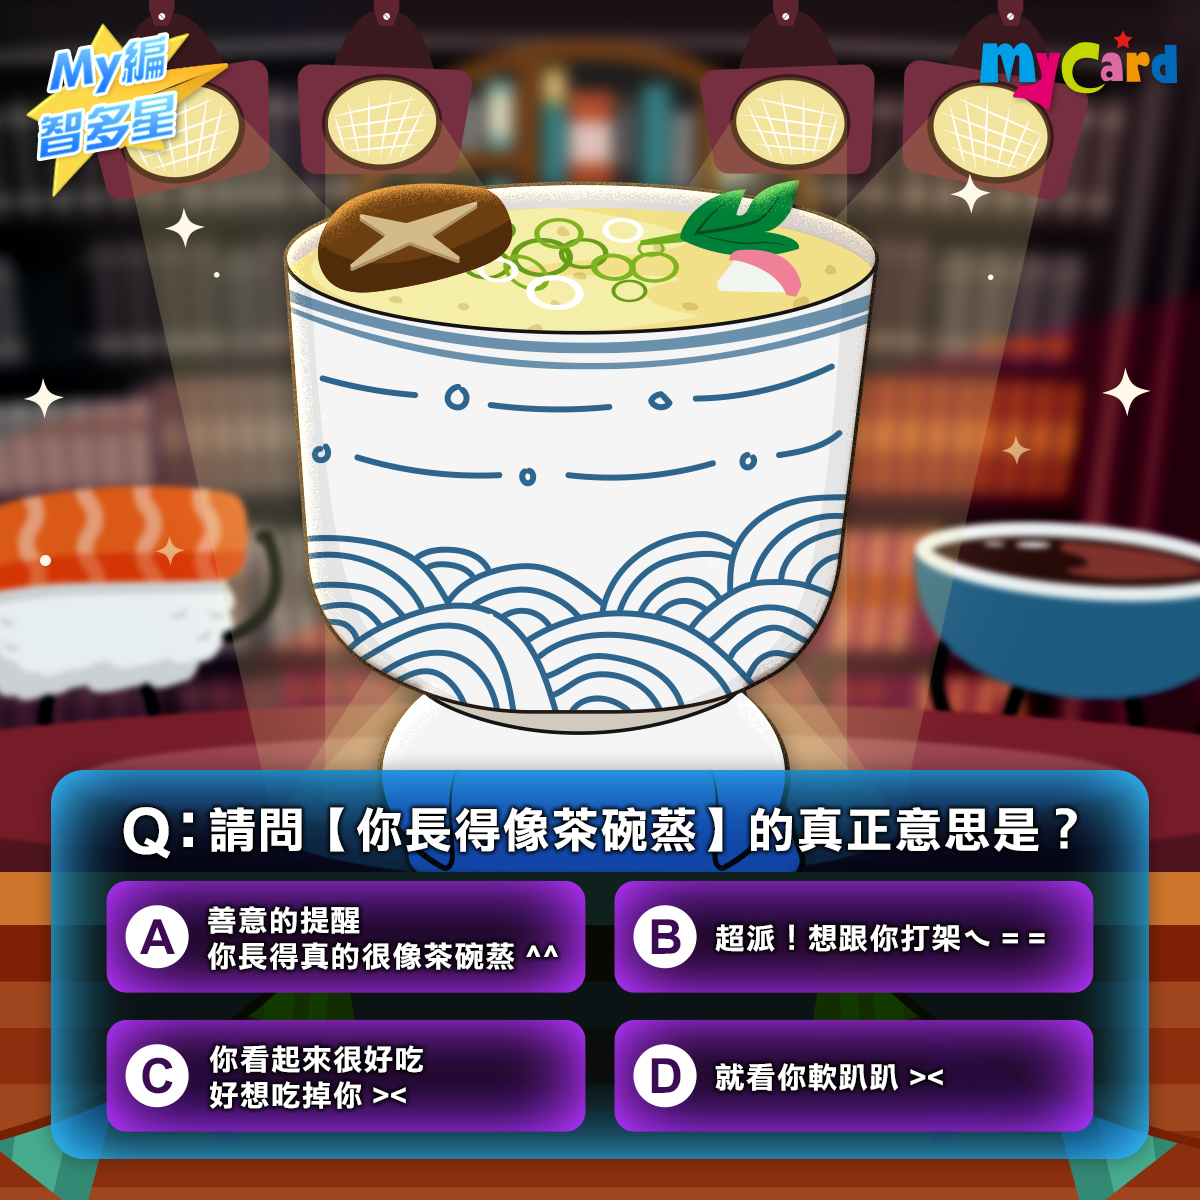 My編
智多星
MyCard
Q：請問【你長得像茶碗蒸】的真正意思是？
A
善意的提醒
你長得真的很像茶碗蒸 ^^
B
超派！想跟你打架ㄟ = =
C
你看起來很好吃
好想吃掉你 ><
D
就看你軟趴趴 ><